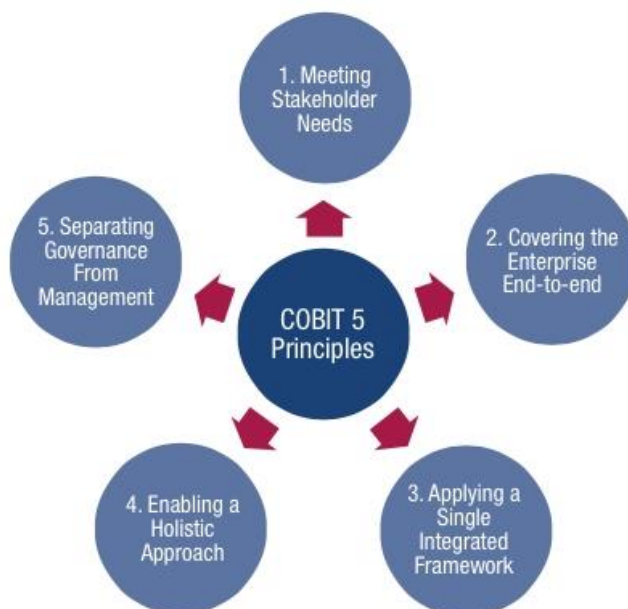 1. Meeting
Stakeholder
Needs
5. Separating
Governance
From
Management
2. Covering the
Enterprise
End-to-end
COBIT 5
Principles
4. Enabling a
Holistic
Approach
3. Applying a
Single
Integrated
Framework